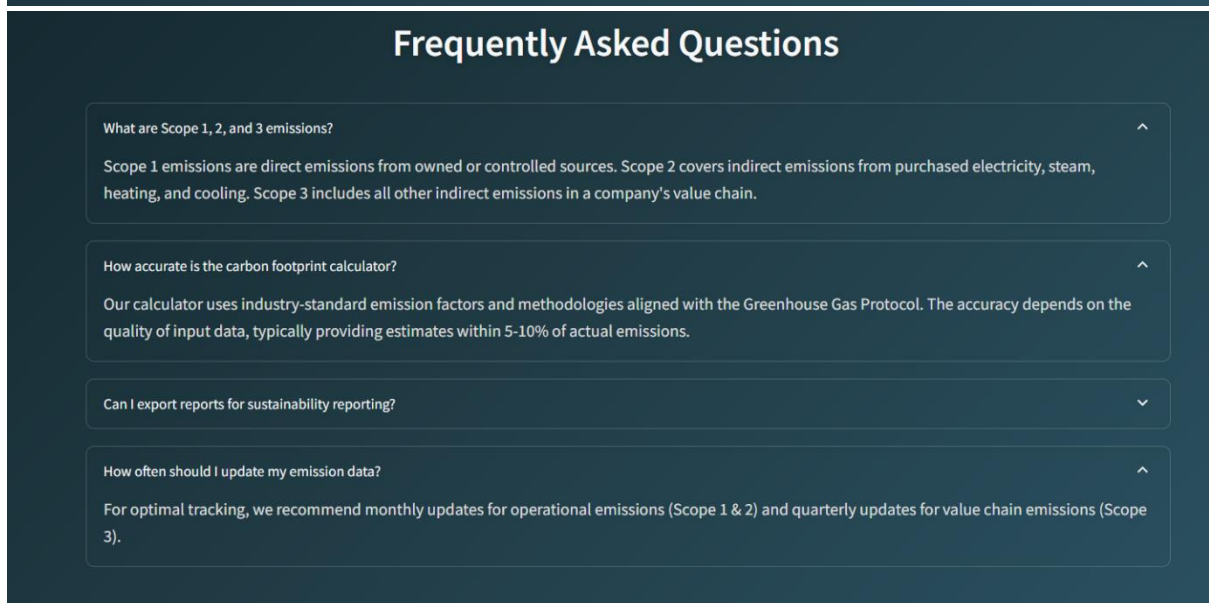 Frequently Asked Questions
What are Scope 1, 2, and 3 emissions?
Scope 1 emissions are direct emissions from owned or controlled sources. Scope 2 covers indirect emissions from purchased electricity, steam,
heating, and cooling. Scope 3 includes all other indirect emissions in a company's value chain.
How accurate is the carbon footprint calculator?
Our calculator uses industry-standard emission factors and methodologies aligned with the Greenhouse Gas Protocol. The accuracy depends on the
quality of input data, typically providing estimates within 5-10% of actual emissions.
Can I export reports for sustainability reporting?
How often should I update my emission data?
For optimal tracking, we recommend monthly updates for operational emissions (Scope 1 & 2) and quarterly updates for value chain emissions (Scope
3).